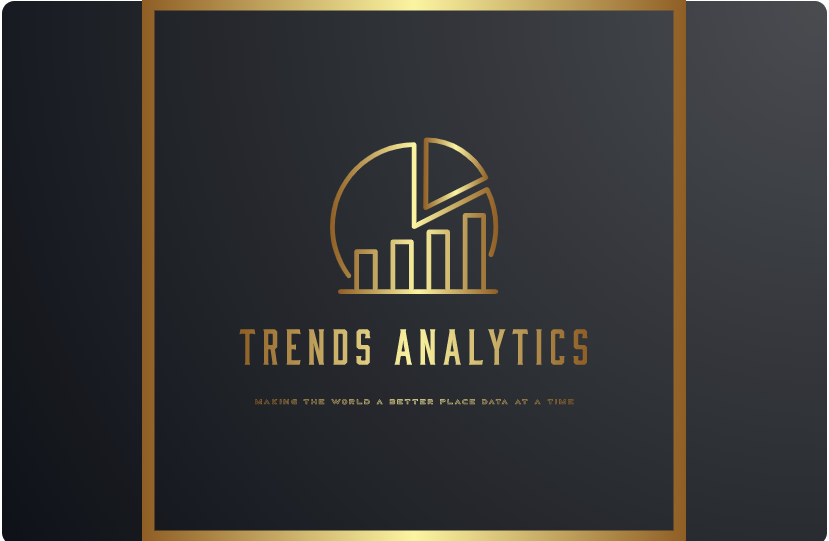 TRENDS ANALYTICS
MAKING THE WORLD A BETTER PLACE DATA AT A TIME